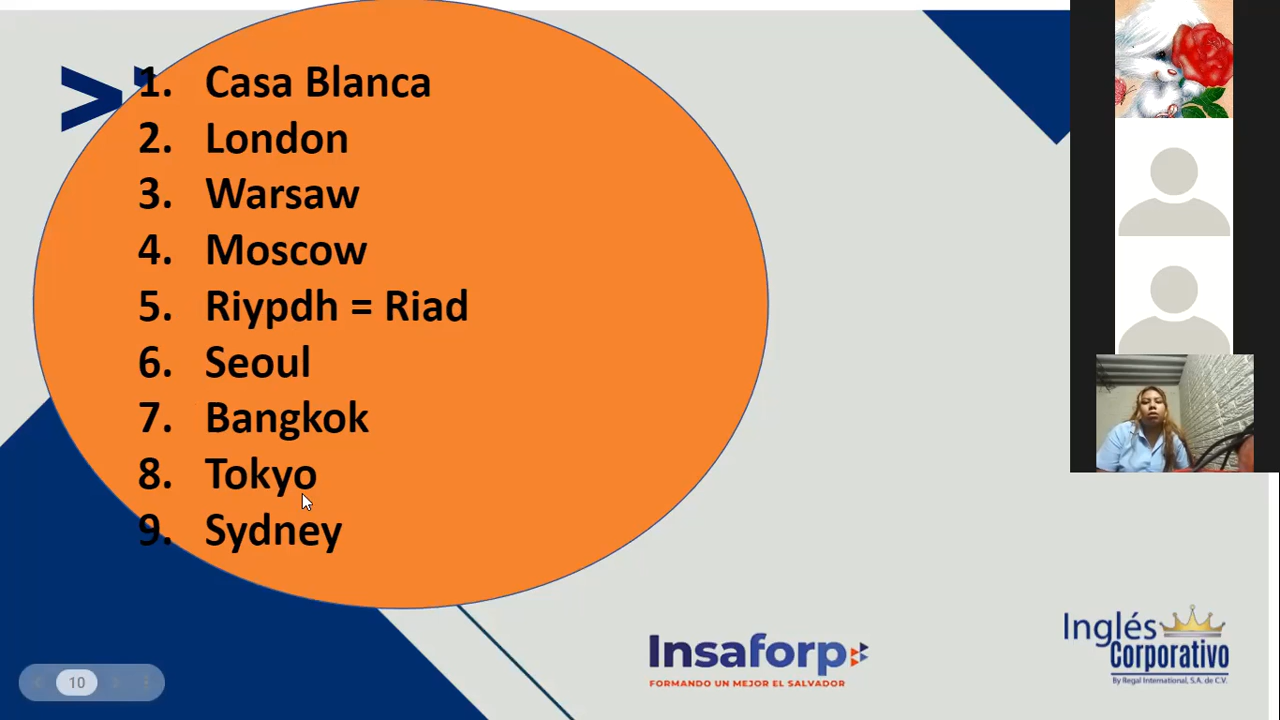 1. Casa Blanca
2. London
3. Warsaw
4. Moscow
5. Riypdh = Riad
6. Seoul
7. Bangkok
8. Tokyo
9. Sydney
Insaforp
FORMANDO UN MEJOR EL SALVADOR
Inglés
Corporativo
By Regal International, S.A. de C.V.
10